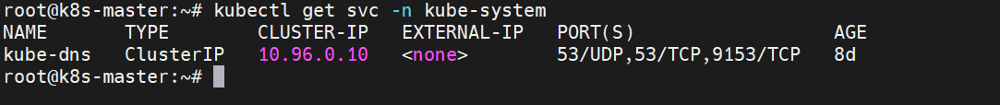 root@k8s-master:~# kubectl get svc -n kube-system
NAME       TYPE        CLUSTER-IP   EXTERNAL-IP   PORT(S)                  AGE
kube-dns   ClusterIP   10.96.0.10   <none>        53/UDP,53/TCP,9153/TCP   8d
root@k8s-master:~#